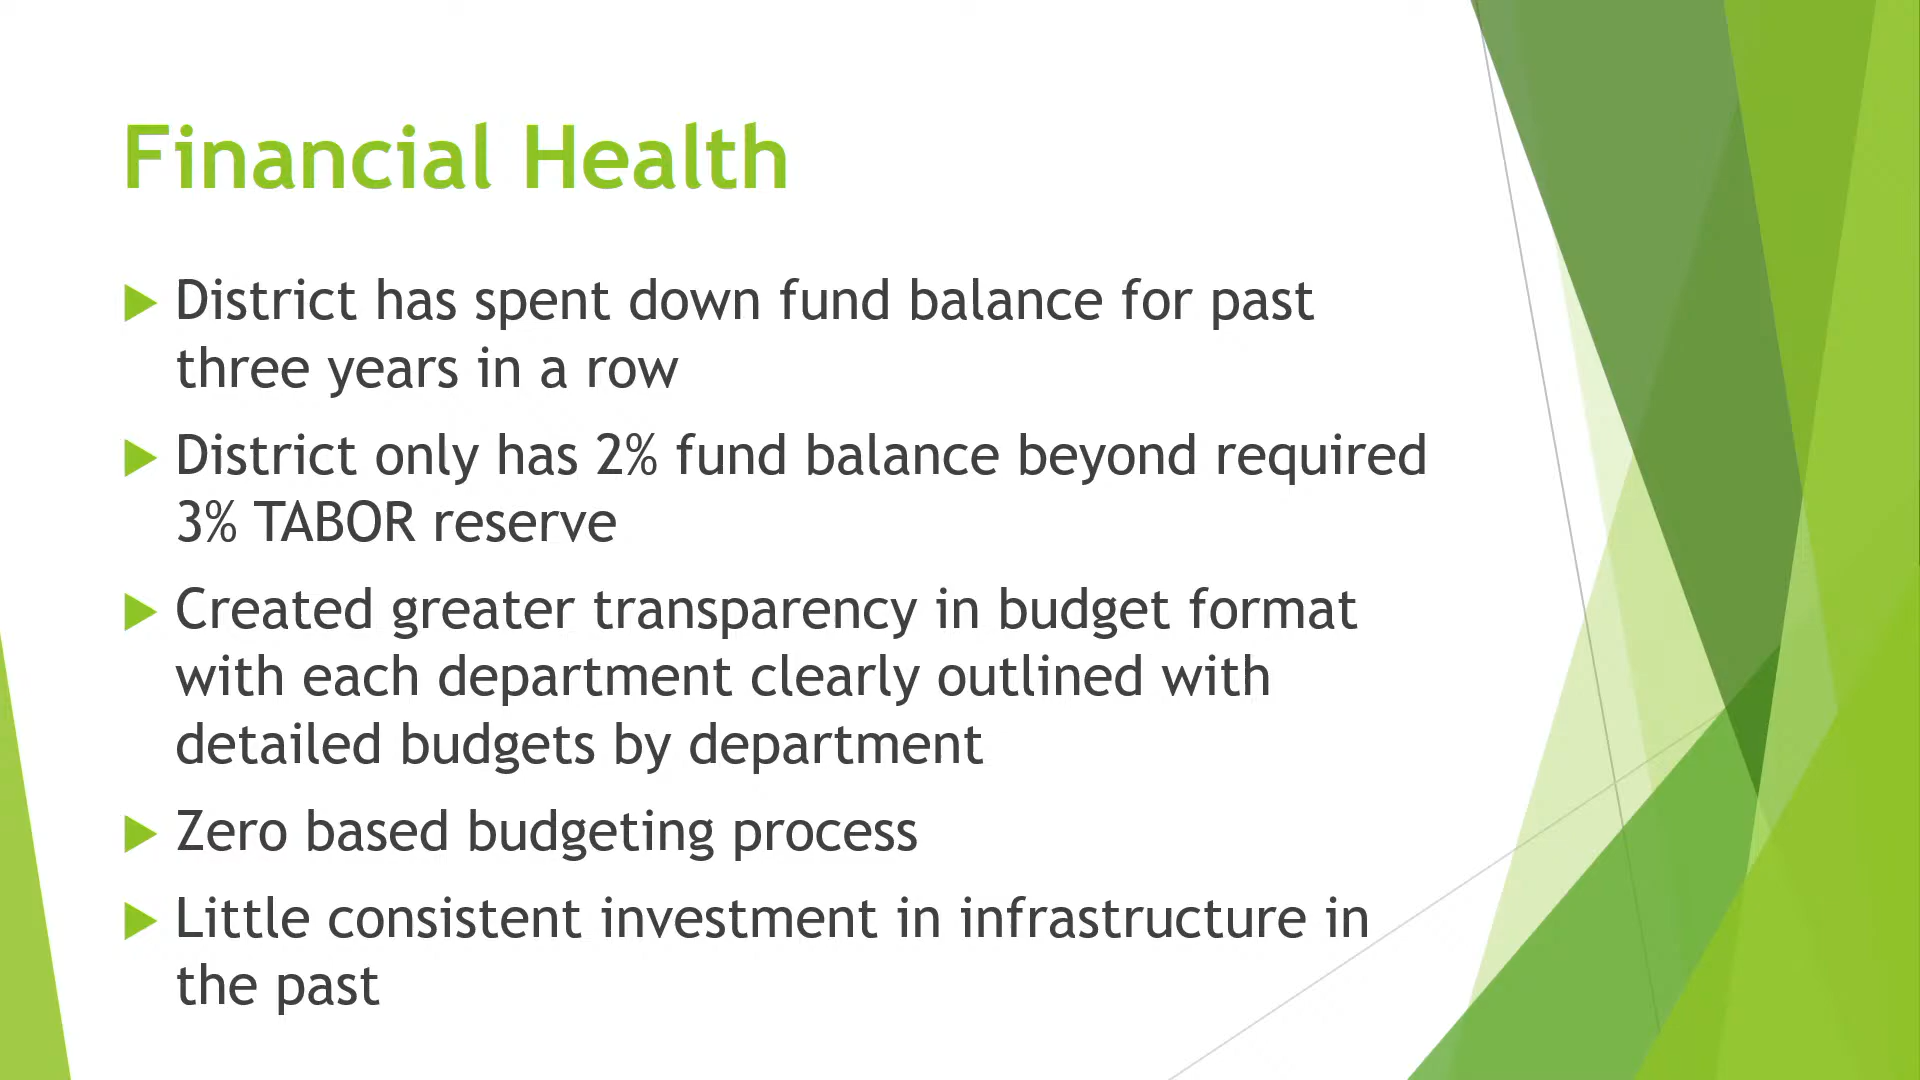 Financial Health
District has spent down fund balance for past
three years in a row
District only has 2% fund balance beyond required
3% TABOR reserve
Created greater transparency in budget format
with each department clearly outlined with
detailed budgets by department
Zero based budgeting process
Little consistent investment in infrastructure in
the past